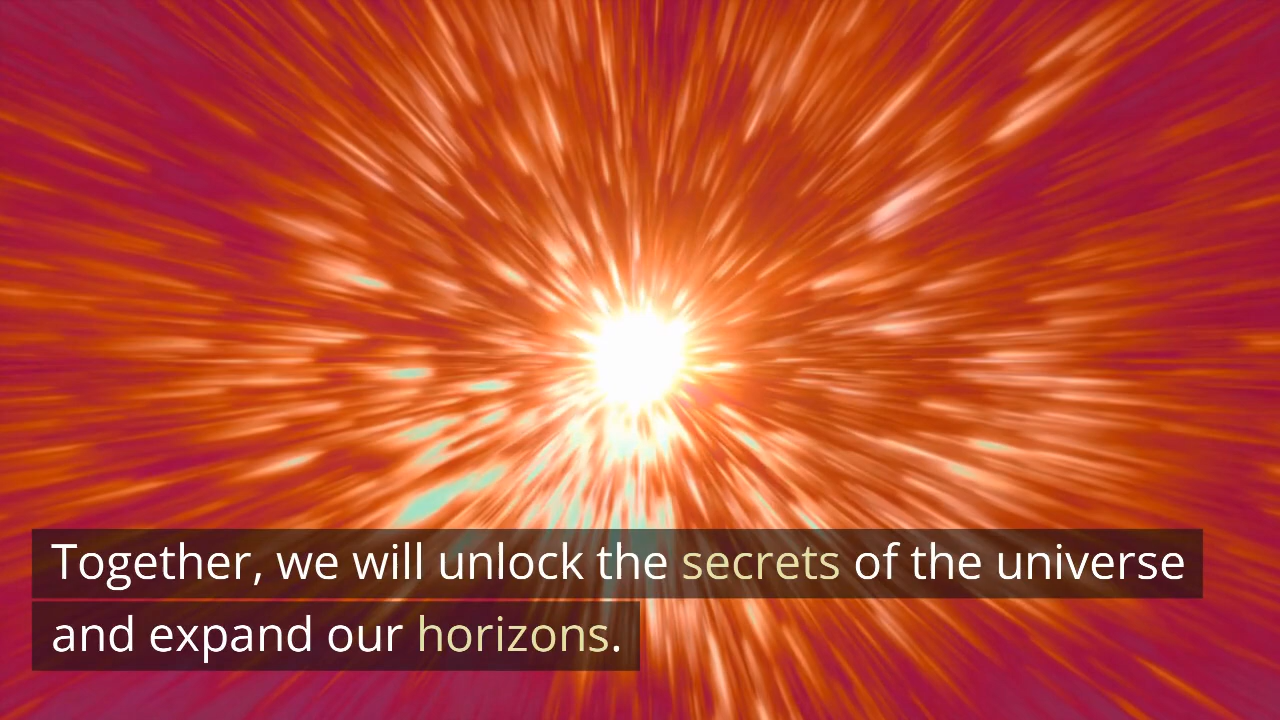 Together, we will unlock the secrets of the universe
and expand our horizons.